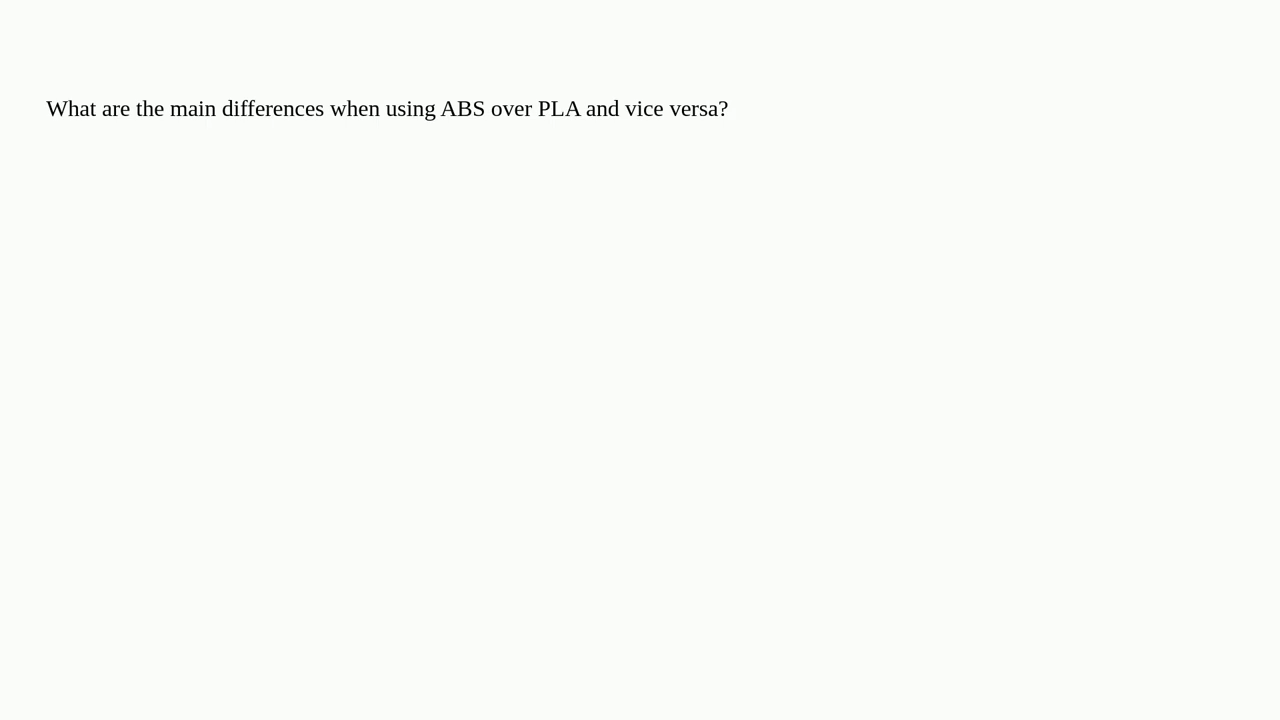 What are the main differences when using ABS over PLA and vice versa?